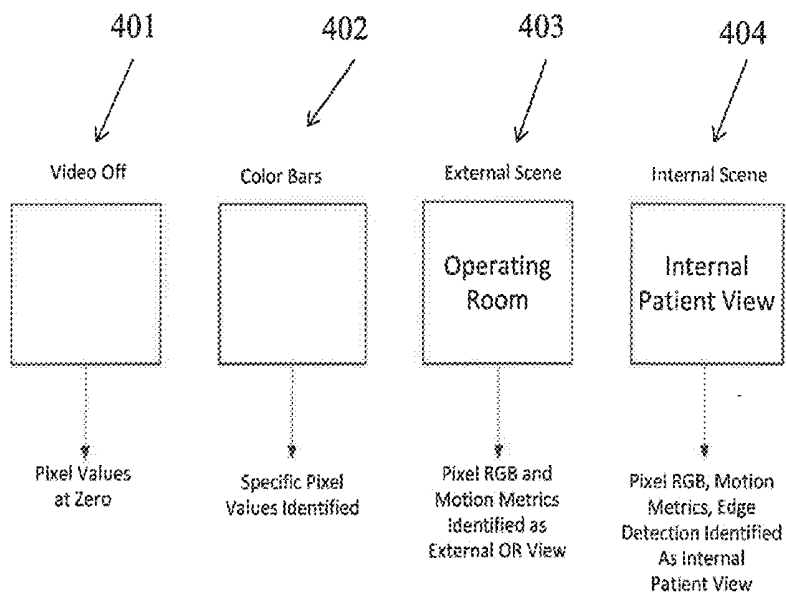 401
402
403
404
Video Off
Color Bars
External Scene
Internal Scene
Operating
Room
Internal
Patient View
Pixel Values
at Zero
Specific Pixel
Values Identified
Pixel RGB and
Motion Metrics
Identified as
External OR View
Pixel RGB, Motion
Metrics, Edge
Detection Identified
As Internal
Patient View